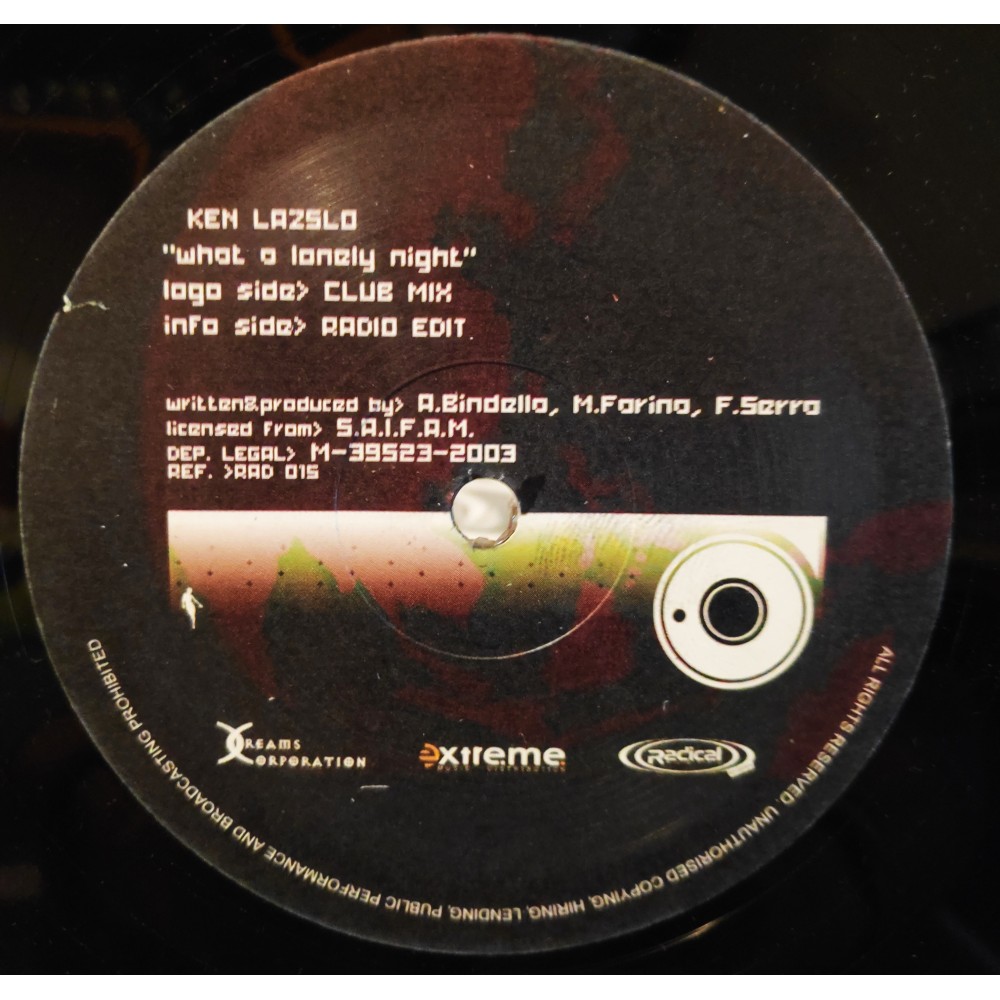 KEN LAZSLO
"what a lonely night"
logo side> CLUB MIX
info side> RADIO EDIT
written&produced by> A.Bindello, M.Farina, F.Serra
licensed from> S.A.I.F.A.M.
DEP. LEGAL> M-39523-2003
REF. >RAD 015
DREAMS
CORPORATION
extreme
MUSIC DISTRIBUTION
Radical
ALL RIGHTS RESERVED. UNAUTHORISED COPYING, HIRING, LENDING, PUBLIC PERFORMANCE AND BROADCASTING PROHIBITED